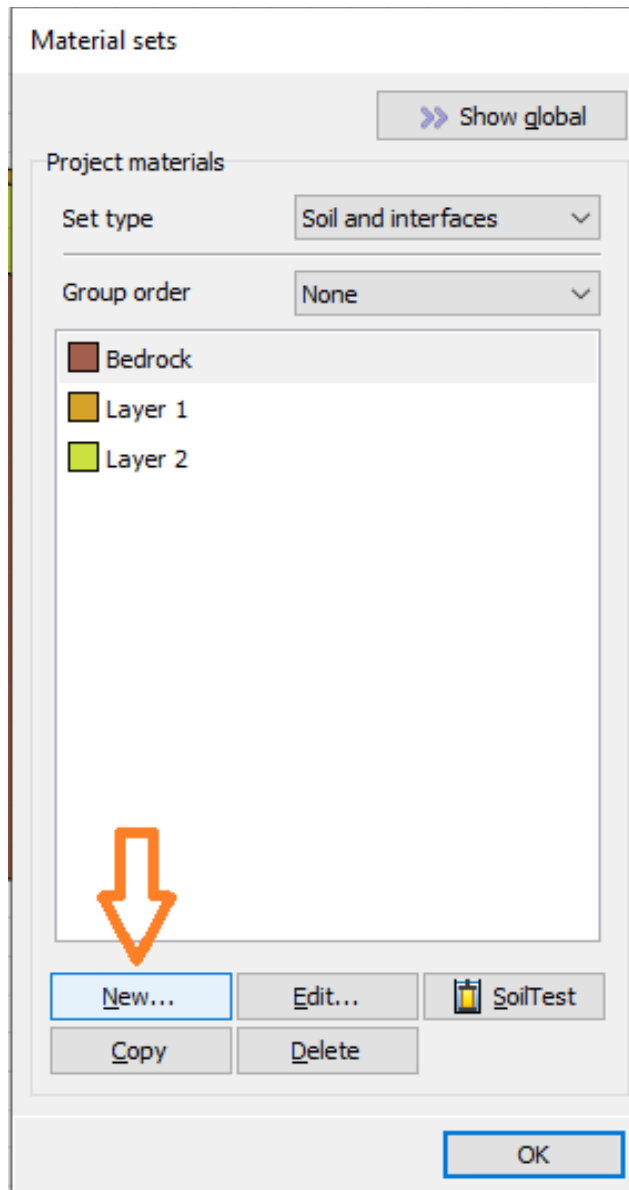 Material sets
Show global
Project materials
Set type Soil and interfaces
Group order None
Bedrock
Layer 1
Layer 2
New... Edit... SoilTest
Copy Delete
OK